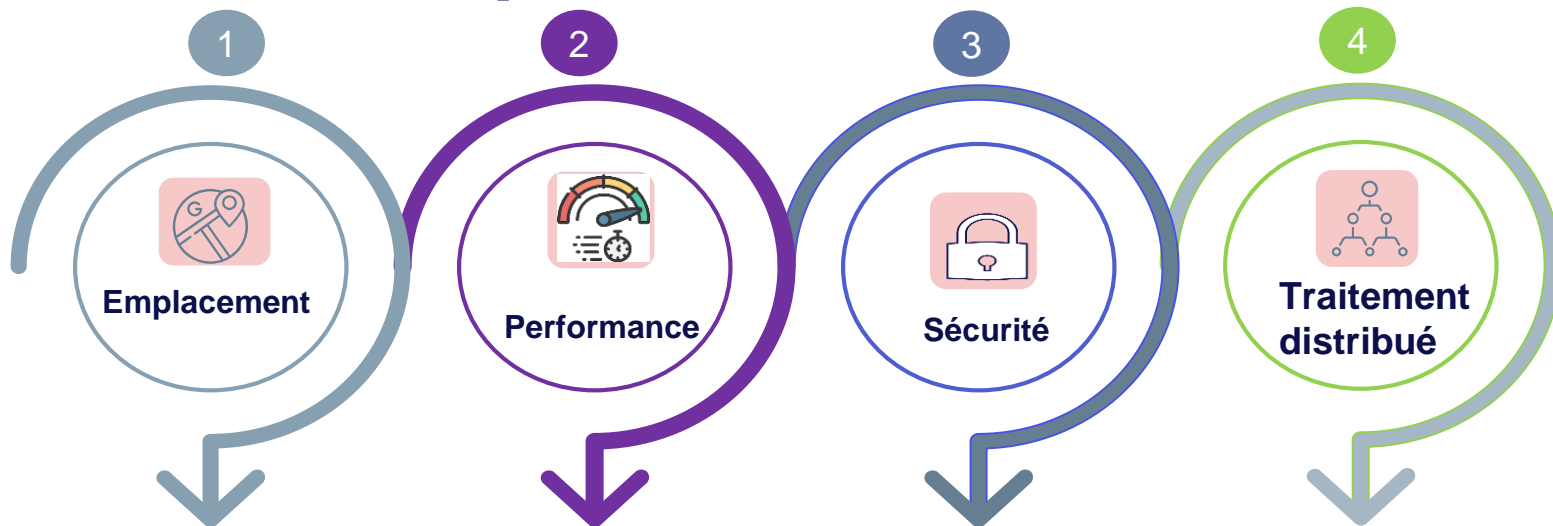 1
2
3
4
G
Emplacement
Performance
Sécurité
Traitement
distribué